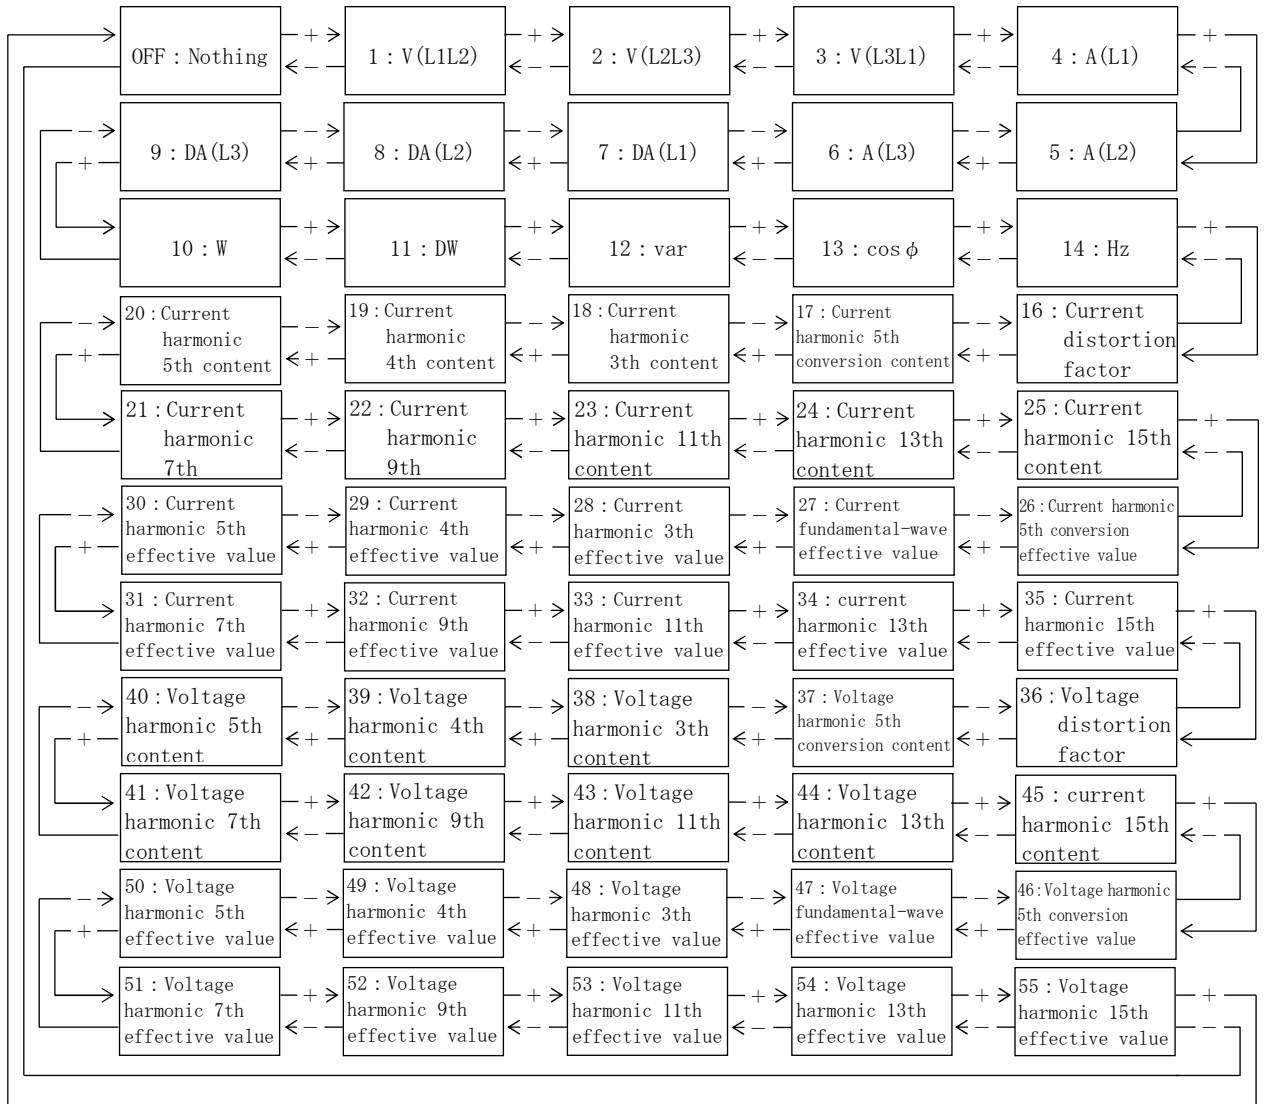 OFF：Nothing
1：V(L1L2)
2：V(L2L3)
3：V(L3L1)
4：A(L1)
＋ ＋ ＋ ＋ ＋
－ － － － －
9：DA(L3)
8：DA(L2)
7：DA(L1)
6：A(L3)
5：A(L2)
－ － － － －
＋ ＋ ＋ ＋ ＋
10：W
11：DW
12：var
13：cosϕ
14：Hz
＋ ＋ ＋ ＋ ＋
－ － － － －
20：Current
harmonic
5th content
19：Current
harmonic
4th content
18：Current
harmonic
3th content
17：Current
harmonic 5th
conversion content
16：Current
distortion
factor
－ － － － －
＋ ＋ ＋ ＋ ＋
21：Current
harmonic
7th
22：Current
harmonic
9th
23：Current
harmonic 11th
content
24：Current
harmonic 13th
content
25：Current
harmonic 15th
content
＋ ＋ ＋ ＋ ＋
－ － － － －
30：Current
harmonic 5th
effective value
29：Current
harmonic 4th
effective value
28：Current
harmonic 3th
effective value
27：Current
fundamental-wave
effective value
26：Current harmonic
5th conversion
effective value
－ － － － －
＋ ＋ ＋ ＋ ＋
31：Current
harmonic 7th
effective value
32：Current
harmonic 9th
effective value
33：Current
harmonic 11th
effective value
34：current
harmonic 13th
effective value
35：Current
harmonic 15th
effective value
＋ ＋ ＋ ＋ ＋
－ － － － －
40：Voltage
harmonic 5th
content
39：Voltage
harmonic 4th
content
38：Voltage
harmonic 3th
content
37：Voltage
harmonic 5th
conversion content
36：Voltage
distortion
factor
－ － － － －
＋ ＋ ＋ ＋ ＋
41：Voltage
harmonic 7th
content
42：Voltage
harmonic 9th
content
43：Voltage
harmonic 11th
content
44：Voltage
harmonic 13th
content
45：current
harmonic 15th
content
＋ ＋ ＋ ＋ ＋
－ － － － －
50：Voltage
harmonic 5th
effective value
49：Voltage
harmonic 4th
effective value
48：Voltage
harmonic 3th
effective value
47：Voltage
fundamental-wave
effective value
46：Voltage harmonic
5th conversion
effective value
－ － － － －
＋ ＋ ＋ ＋ ＋
51：Voltage
harmonic 7th
effective value
52：Voltage
harmonic 9th
effective value
53：Voltage
harmonic 11th
effective value
54：Voltage
harmonic 13th
effective value
55：Voltage
harmonic 15th
effective value
＋ ＋ ＋ ＋ ＋
－ － － － －